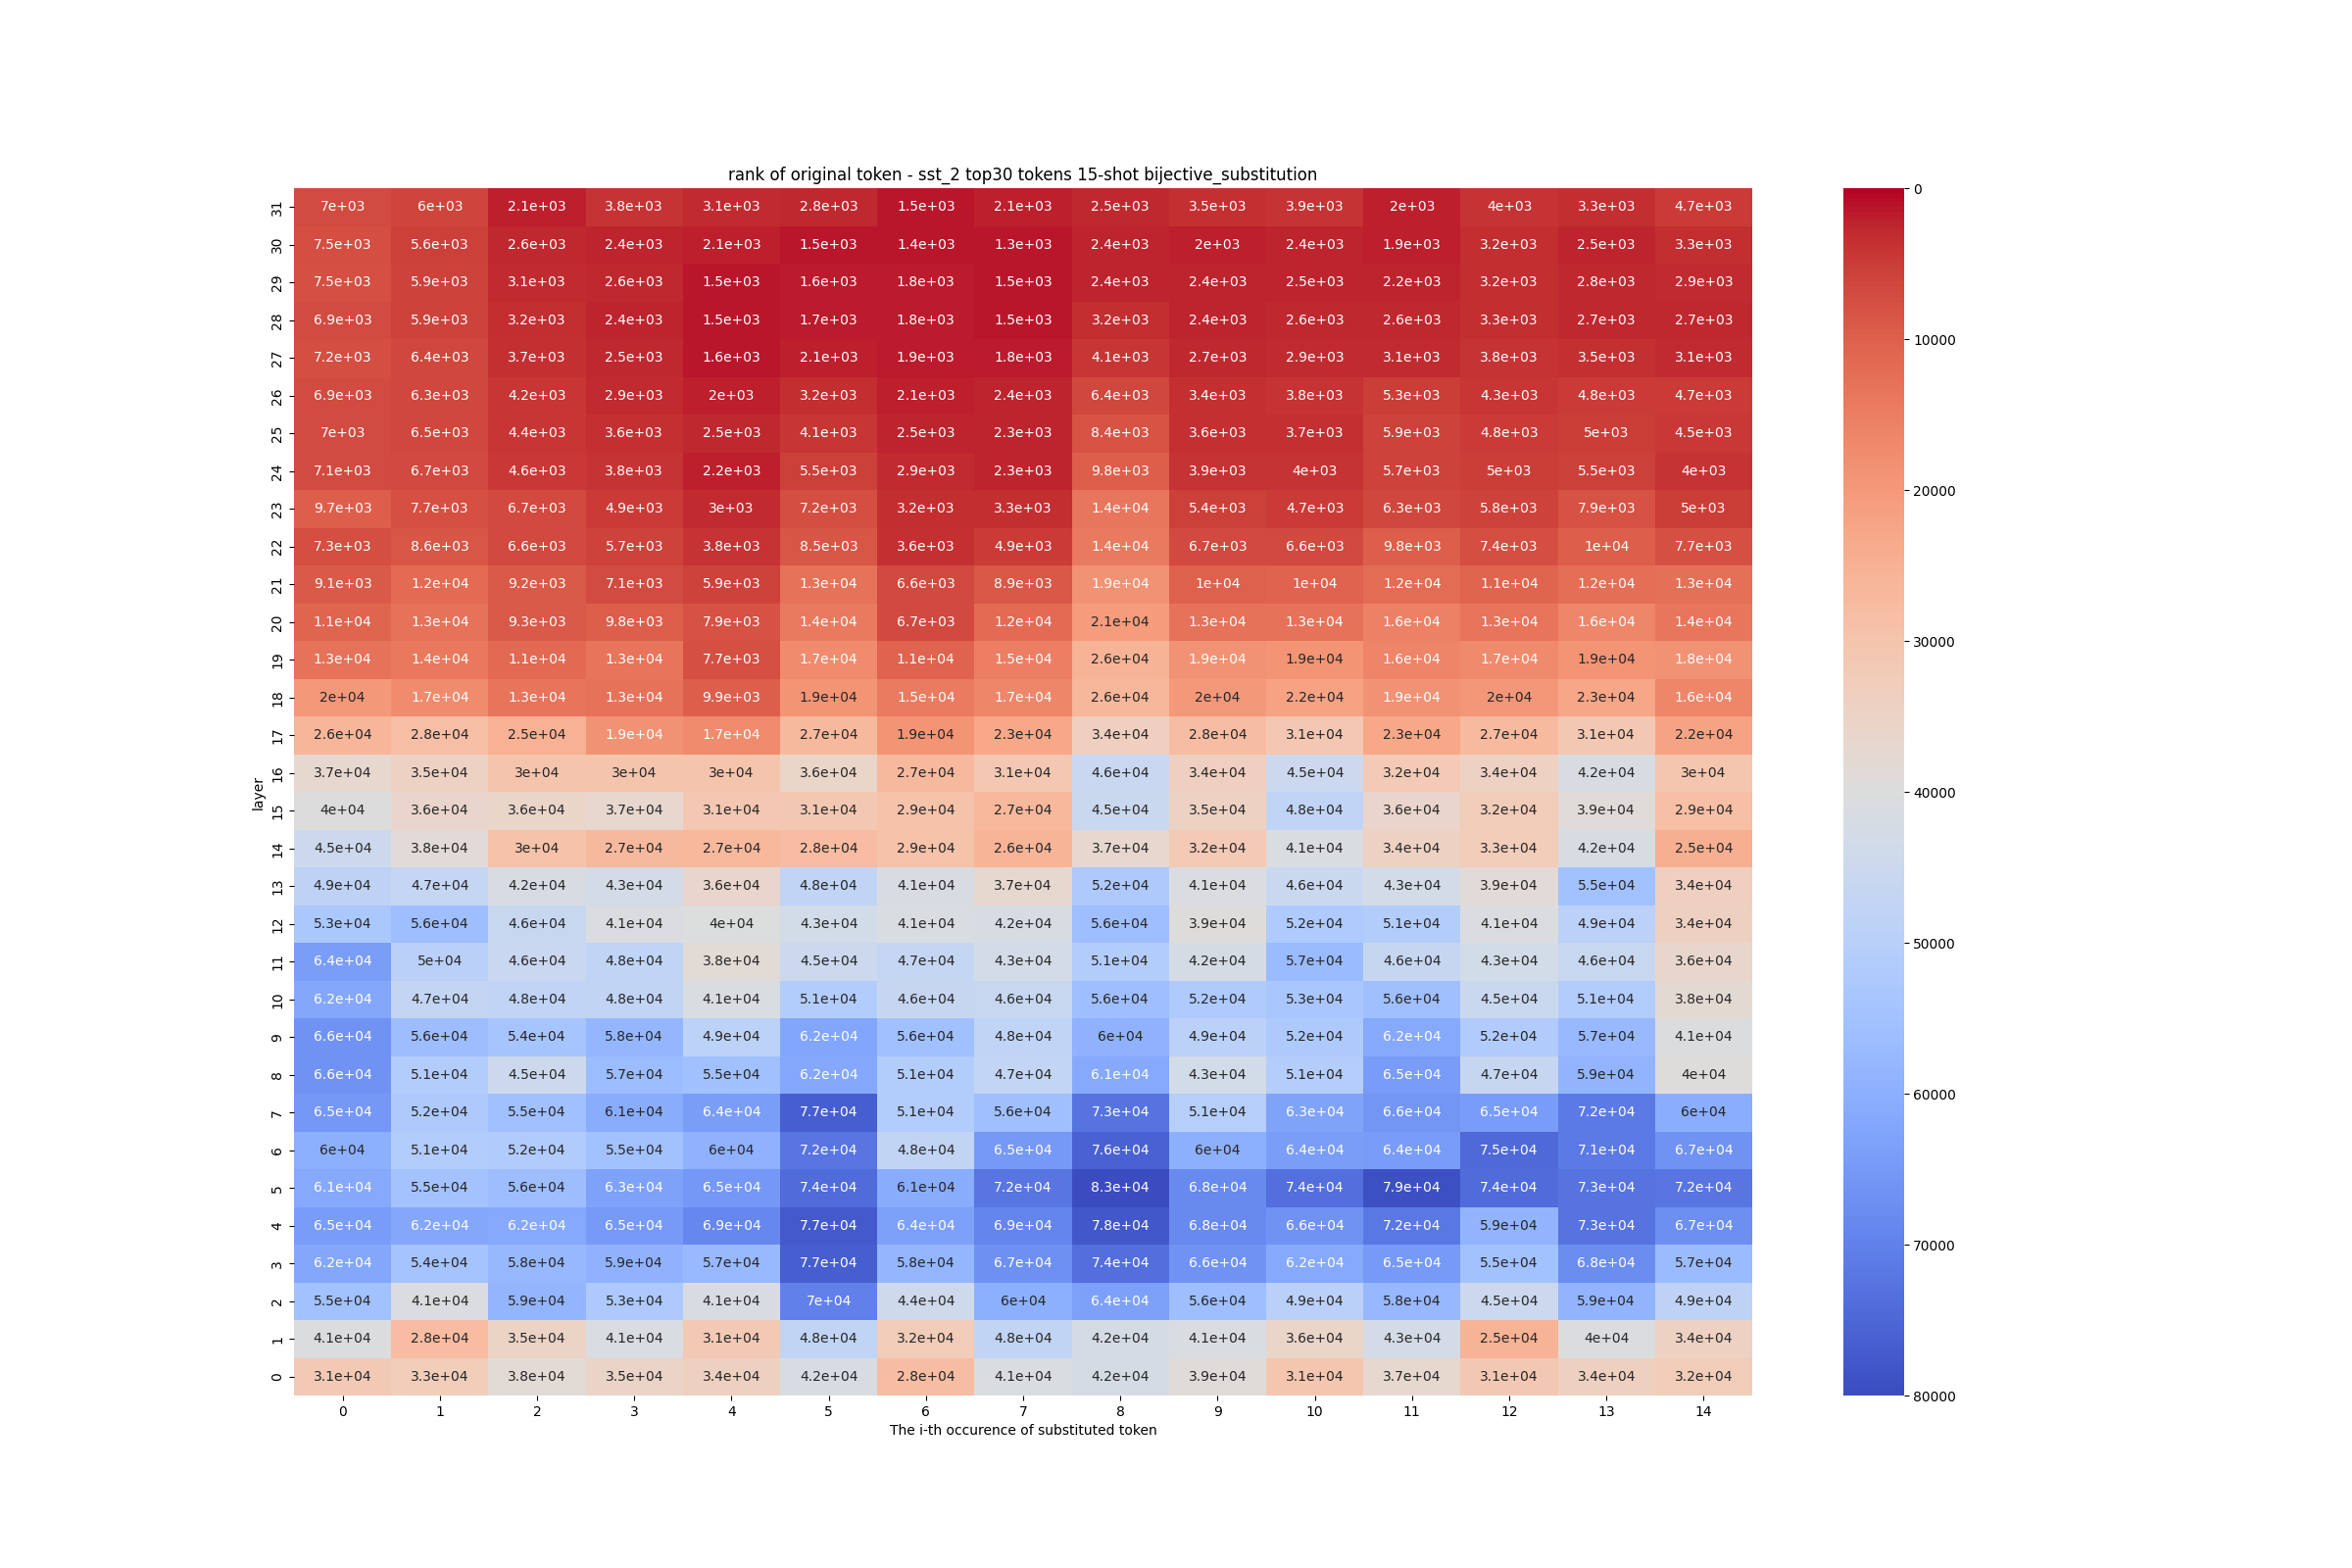 rank of original token - sst_2 top30 tokens 15-shot bijective_substitution
31 7e+03 6e+03 2.1e+03 3.8e+03 3.1e+03 2.8e+03 1.5e+03 2.1e+03 2.5e+03 3.5e+03 3.9e+03 2e+03 4e+03 3.3e+03 4.7e+03 0
30 7.5e+03 5.6e+03 2.6e+03 2.4e+03 2.1e+03 1.5e+03 1.4e+03 1.3e+03 2.4e+03 2e+03 2.4e+03 1.9e+03 3.2e+03 2.5e+03 3.3e+03
29 7.5e+03 5.9e+03 3.1e+03 2.6e+03 1.5e+03 1.6e+03 1.8e+03 1.5e+03 2.4e+03 2.4e+03 2.5e+03 2.2e+03 3.2e+03 2.8e+03 2.9e+03
28 6.9e+03 5.9e+03 3.2e+03 2.4e+03 1.5e+03 1.7e+03 1.8e+03 1.5e+03 3.2e+03 2.4e+03 2.6e+03 2.6e+03 3.3e+03 2.7e+03 2.7e+03
27 7.2e+03 6.4e+03 3.7e+03 2.5e+03 1.6e+03 2.1e+03 1.9e+03 1.8e+03 4.1e+03 2.7e+03 2.9e+03 3.1e+03 3.8e+03 3.5e+03 3.1e+03 10000
26 6.9e+03 6.3e+03 4.2e+03 2.9e+03 2e+03 3.2e+03 2.1e+03 2.4e+03 6.4e+03 3.4e+03 3.8e+03 5.3e+03 4.3e+03 4.8e+03 4.7e+03
25 7e+03 6.5e+03 4.4e+03 3.6e+03 2.5e+03 4.1e+03 2.5e+03 2.3e+03 8.4e+03 3.6e+03 3.7e+03 5.9e+03 4.8e+03 5e+03 4.5e+03
24 7.1e+03 6.7e+03 4.6e+03 3.8e+03 2.2e+03 5.5e+03 2.9e+03 2.3e+03 9.8e+03 3.9e+03 4e+03 5.7e+03 5e+03 5.5e+03 4e+03 20000
23 9.7e+03 7.7e+03 6.7e+03 4.9e+03 3e+03 7.2e+03 3.2e+03 3.3e+03 1.4e+04 5.4e+03 4.7e+03 6.3e+03 5.8e+03 7.9e+03 5e+03
22 7.3e+03 8.6e+03 6.6e+03 5.7e+03 3.8e+03 8.5e+03 3.6e+03 4.9e+03 1.4e+04 6.7e+03 6.6e+03 9.8e+03 7.4e+03 1e+04 7.7e+03
21 9.1e+03 1.2e+04 9.2e+03 7.1e+03 5.9e+03 1.3e+04 6.6e+03 8.9e+03 1.9e+04 1e+04 1e+04 1.2e+04 1.1e+04 1.2e+04 1.3e+04
20 1.1e+04 1.3e+04 9.3e+03 9.8e+03 7.9e+03 1.4e+04 6.7e+03 1.2e+04 2.1e+04 1.3e+04 1.3e+04 1.6e+04 1.3e+04 1.6e+04 1.4e+04 30000
19 1.3e+04 1.4e+04 1.1e+04 1.3e+04 7.7e+03 1.7e+04 1.1e+04 1.5e+04 2.6e+04 1.9e+04 1.9e+04 1.6e+04 1.7e+04 1.9e+04 1.8e+04
18 2e+04 1.7e+04 1.3e+04 1.3e+04 9.9e+03 1.9e+04 1.5e+04 1.7e+04 2.6e+04 2e+04 2.2e+04 1.9e+04 2e+04 2.3e+04 1.6e+04
17 2.6e+04 2.8e+04 2.5e+04 1.9e+04 1.7e+04 2.7e+04 1.9e+04 2.3e+04 3.4e+04 2.8e+04 3.1e+04 2.3e+04 2.7e+04 3.1e+04 2.2e+04
16 3.7e+04 3.5e+04 3e+04 3e+04 3e+04 3.6e+04 2.7e+04 3.1e+04 4.6e+04 3.4e+04 4.5e+04 3.2e+04 3.4e+04 4.2e+04 3e+04 40000
layer
15 4e+04 3.6e+04 3.6e+04 3.7e+04 3.1e+04 3.1e+04 2.9e+04 2.7e+04 4.5e+04 3.5e+04 4.8e+04 3.6e+04 3.2e+04 3.9e+04 2.9e+04
14 4.5e+04 3.8e+04 3e+04 2.7e+04 2.7e+04 2.8e+04 2.9e+04 2.6e+04 3.7e+04 3.2e+04 4.1e+04 3.4e+04 3.3e+04 4.2e+04 2.5e+04
13 4.9e+04 4.7e+04 4.2e+04 4.3e+04 3.6e+04 4.8e+04 4.1e+04 3.7e+04 5.2e+04 4.1e+04 4.6e+04 4.3e+04 3.9e+04 5.5e+04 3.4e+04
12 5.3e+04 5.6e+04 4.6e+04 4.1e+04 4e+04 4.3e+04 4.1e+04 4.2e+04 5.6e+04 3.9e+04 5.2e+04 5.1e+04 4.1e+04 4.9e+04 3.4e+04 50000
11 6.4e+04 5e+04 4.6e+04 4.8e+04 3.8e+04 4.5e+04 4.7e+04 4.3e+04 5.1e+04 4.2e+04 5.7e+04 4.6e+04 4.3e+04 4.6e+04 3.6e+04
10 6.2e+04 4.7e+04 4.8e+04 4.8e+04 4.1e+04 5.1e+04 4.6e+04 4.6e+04 5.6e+04 5.2e+04 5.3e+04 5.6e+04 4.5e+04 5.1e+04 3.8e+04
9 6.6e+04 5.6e+04 5.4e+04 5.8e+04 4.9e+04 6.2e+04 5.6e+04 4.8e+04 6e+04 4.9e+04 5.2e+04 6.2e+04 5.2e+04 5.7e+04 4.1e+04
8 6.6e+04 5.1e+04 4.5e+04 5.7e+04 5.5e+04 6.2e+04 5.1e+04 4.7e+04 6.1e+04 4.3e+04 5.1e+04 6.5e+04 4.7e+04 5.9e+04 4e+04 60000
7 6.5e+04 5.2e+04 5.5e+04 6.1e+04 6.4e+04 7.7e+04 5.1e+04 5.6e+04 7.3e+04 5.1e+04 6.3e+04 6.6e+04 6.5e+04 7.2e+04 6e+04
6 6e+04 5.1e+04 5.2e+04 5.5e+04 6e+04 7.2e+04 4.8e+04 6.5e+04 7.6e+04 6e+04 6.4e+04 6.4e+04 7.5e+04 7.1e+04 6.7e+04
5 6.1e+04 5.5e+04 5.6e+04 6.3e+04 6.5e+04 7.4e+04 6.1e+04 7.2e+04 8.3e+04 6.8e+04 7.4e+04 7.9e+04 7.4e+04 7.3e+04 7.2e+04
4 6.5e+04 6.2e+04 6.2e+04 6.5e+04 6.9e+04 7.7e+04 6.4e+04 6.9e+04 7.8e+04 6.8e+04 6.6e+04 7.2e+04 5.9e+04 7.3e+04 6.7e+04 70000
3 6.2e+04 5.4e+04 5.8e+04 5.9e+04 5.7e+04 7.7e+04 5.8e+04 6.7e+04 7.4e+04 6.6e+04 6.2e+04 6.5e+04 5.5e+04 6.8e+04 5.7e+04
2 5.5e+04 4.1e+04 5.9e+04 5.3e+04 4.1e+04 7e+04 4.4e+04 6e+04 6.4e+04 5.6e+04 4.9e+04 5.8e+04 4.5e+04 5.9e+04 4.9e+04
1 4.1e+04 2.8e+04 3.5e+04 4.1e+04 3.1e+04 4.8e+04 3.2e+04 4.8e+04 4.2e+04 4.1e+04 3.6e+04 4.3e+04 2.5e+04 4e+04 3.4e+04
0 3.1e+04 3.3e+04 3.8e+04 3.5e+04 3.4e+04 4.2e+04 2.8e+04 4.1e+04 4.2e+04 3.9e+04 3.1e+04 3.7e+04 3.1e+04 3.4e+04 3.2e+04 80000
0 1 2 3 4 5 6 7 8 9 10 11 12 13 14
The i-th occurence of substituted token